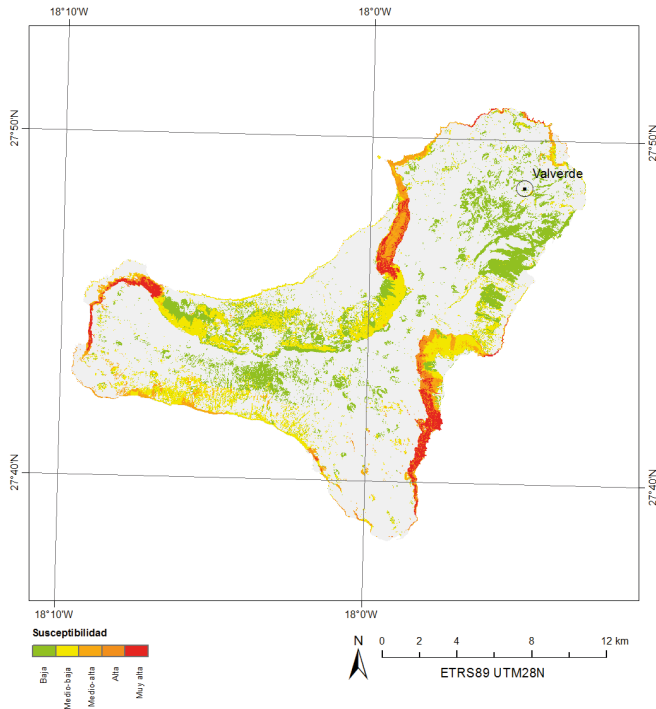 18°10'W
18°0'W
27°50'N
27°50'N
Valverde
27°40'N
27°40'N
18°10'W
18°0'W
Susceptibilidad
Baja
Medio-baja
Medio-alta
Alta
Muy alta
N
0 2 4 8 12 km
ETRS89 UTM28N